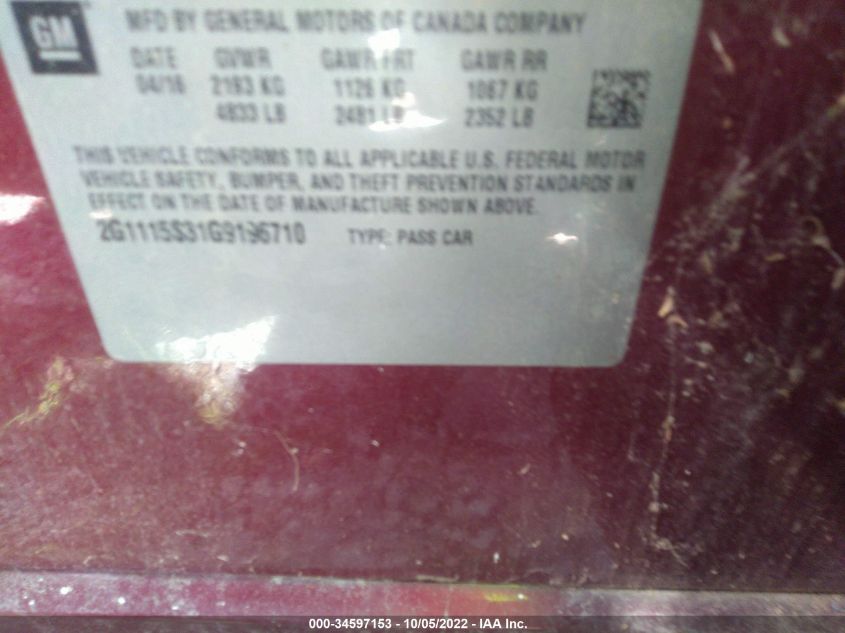 GM
MFD BY GENERAL MOTORS OF CANADA COMPANY
DATE GVWR GAWR FRT GAWR RR
04/16 2193 KG 1126 KG 1067 KG
4833 LB 2481 LB 2352 LB
THIS VEHICLE CONFORMS TO ALL APPLICABLE U.S. FEDERAL MOTOR
VEHICLE SAFETY, BUMPER, AND THEFT PREVENTION STANDARDS IN
EFFECT ON THE DATE OF MANUFACTURE SHOWN ABOVE.
2G1115S31G9196710 TYPE: PASS CAR
000-34597153 - 10/05/2022 - IAA Inc.